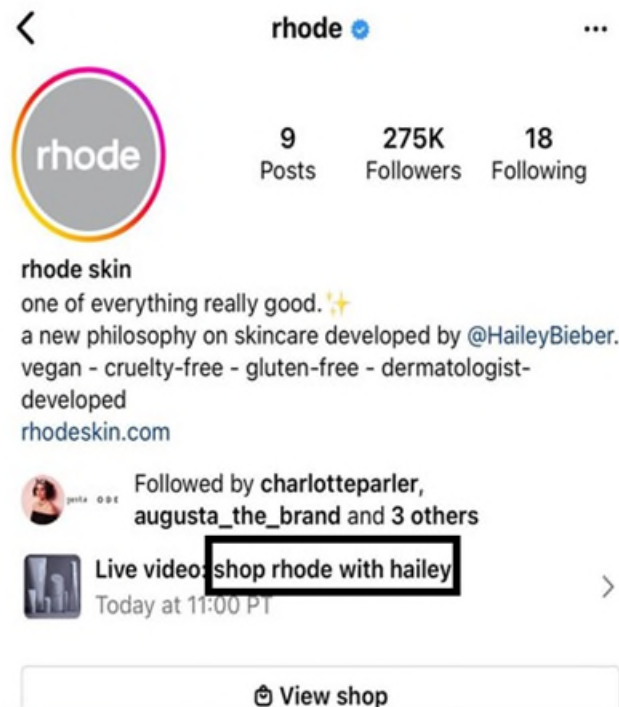 rhode
rhode
9 275K 18
Posts Followers Following
rhode skin
one of everything really good.✨
a new philosophy on skincare developed by @HaileyBieber.
vegan - cruelty-free - gluten-free - dermatologist-
developed
rhodeskin.com
Followed by charlotteparler,
augusta_the_brand and 3 others
Live video: shop rhode with hailey
Today at 11:00 PT
View shop